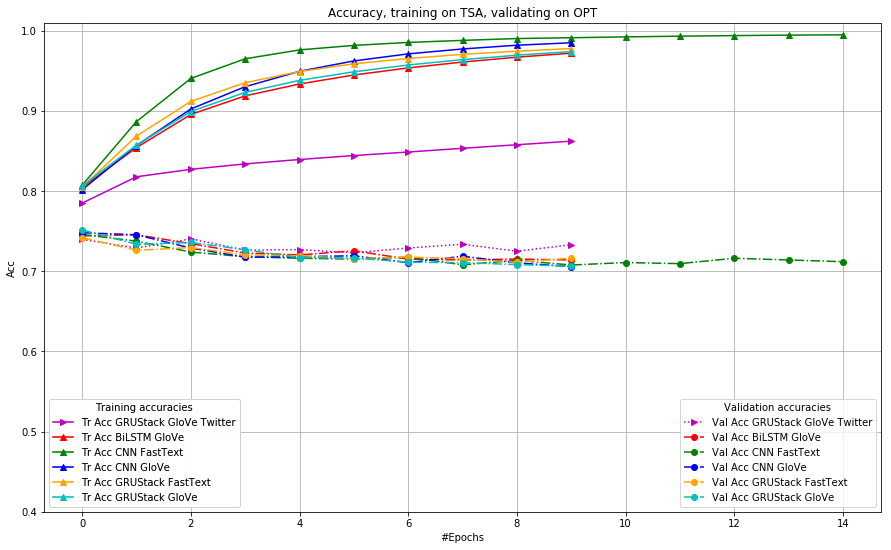 Accuracy, training on TSA, validating on OPT
1.0
0.9
0.8
0.7
0.6
0.5
0.4
Acc
Training accuracies
Tr Acc GRUStack GloVe Twitter
Tr Acc BiLSTM GloVe
Tr Acc CNN FastText
Tr Acc CNN GloVe
Tr Acc GRUStack FastText
Tr Acc GRUStack GloVe
Validation accuracies
Val Acc GRUStack GloVe Twitter
Val Acc BiLSTM GloVe
Val Acc CNN FastText
Val Acc CNN GloVe
Val Acc GRUStack FastText
Val Acc GRUStack GloVe
0 2 4 6 8 10 12 14
#Epochs